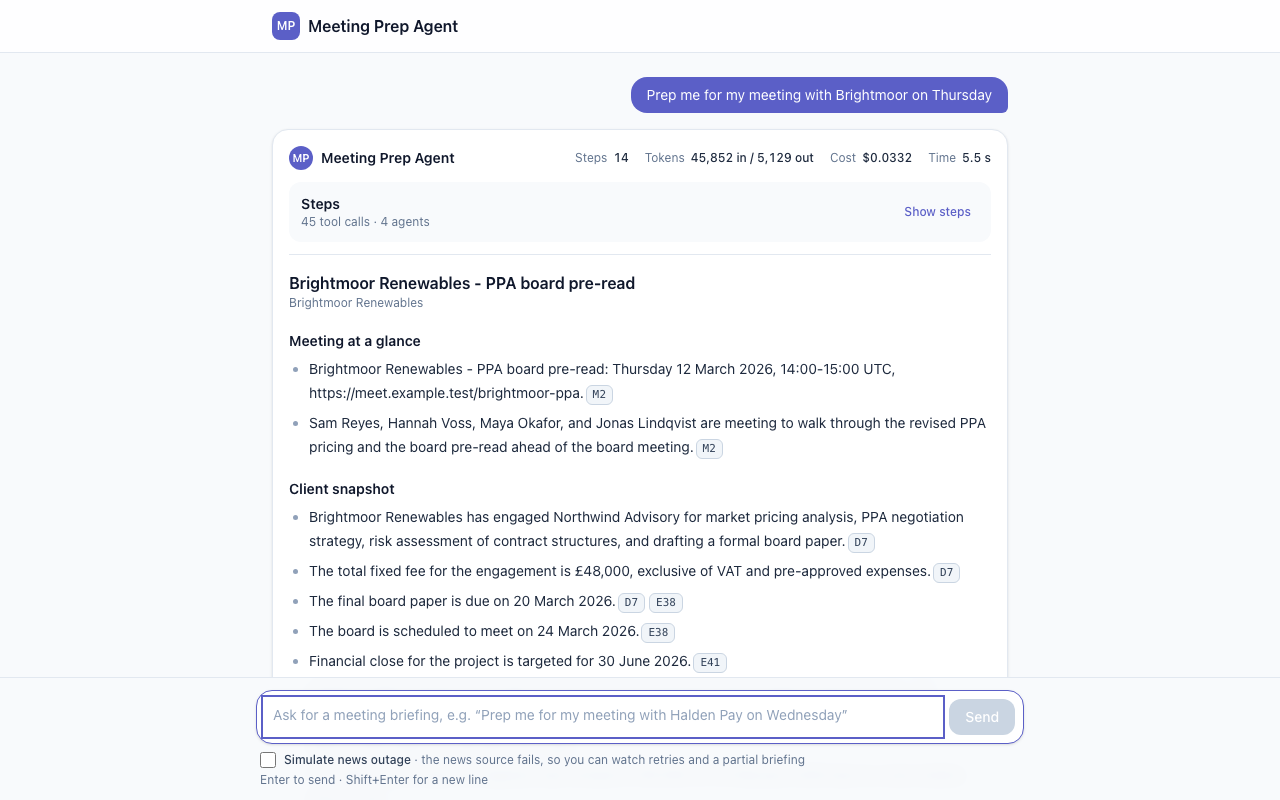 MP Meeting Prep Agent
Prep me for my meeting with Brightmoor on Thursday
MP Meeting Prep Agent Steps 14 Tokens 45,852 in / 5,129 out Cost $0.0332 Time 5.5 s
Steps
45 tool calls · 4 agents
Show steps
Brightmoor Renewables - PPA board pre-read
Brightmoor Renewables
Meeting at a glance
Brightmoor Renewables - PPA board pre-read: Thursday 12 March 2026, 14:00-15:00 UTC,
https://meet.example.test/brightmoor-ppa. M2
Sam Reyes, Hannah Voss, Maya Okafor, and Jonas Lindqvist are meeting to walk through the revised PPA
pricing and the board pre-read ahead of the board meeting. M2
Client snapshot
Brightmoor Renewables has engaged Northwind Advisory for market pricing analysis, PPA negotiation
strategy, risk assessment of contract structures, and drafting a formal board paper. D7
The total fixed fee for the engagement is £48,000, exclusive of VAT and pre-approved expenses. D7
The final board paper is due on 20 March 2026. D7 E38
The board is scheduled to meet on 24 March 2026. E38
Financial close for the project is targeted for 30 June 2026. E41
Ask for a meeting briefing, e.g. “Prep me for my meeting with Halden Pay on Wednesday” Send
Simulate news outage · the news source fails, so you can watch retries and a partial briefing
Enter to send · Shift+Enter for a new line